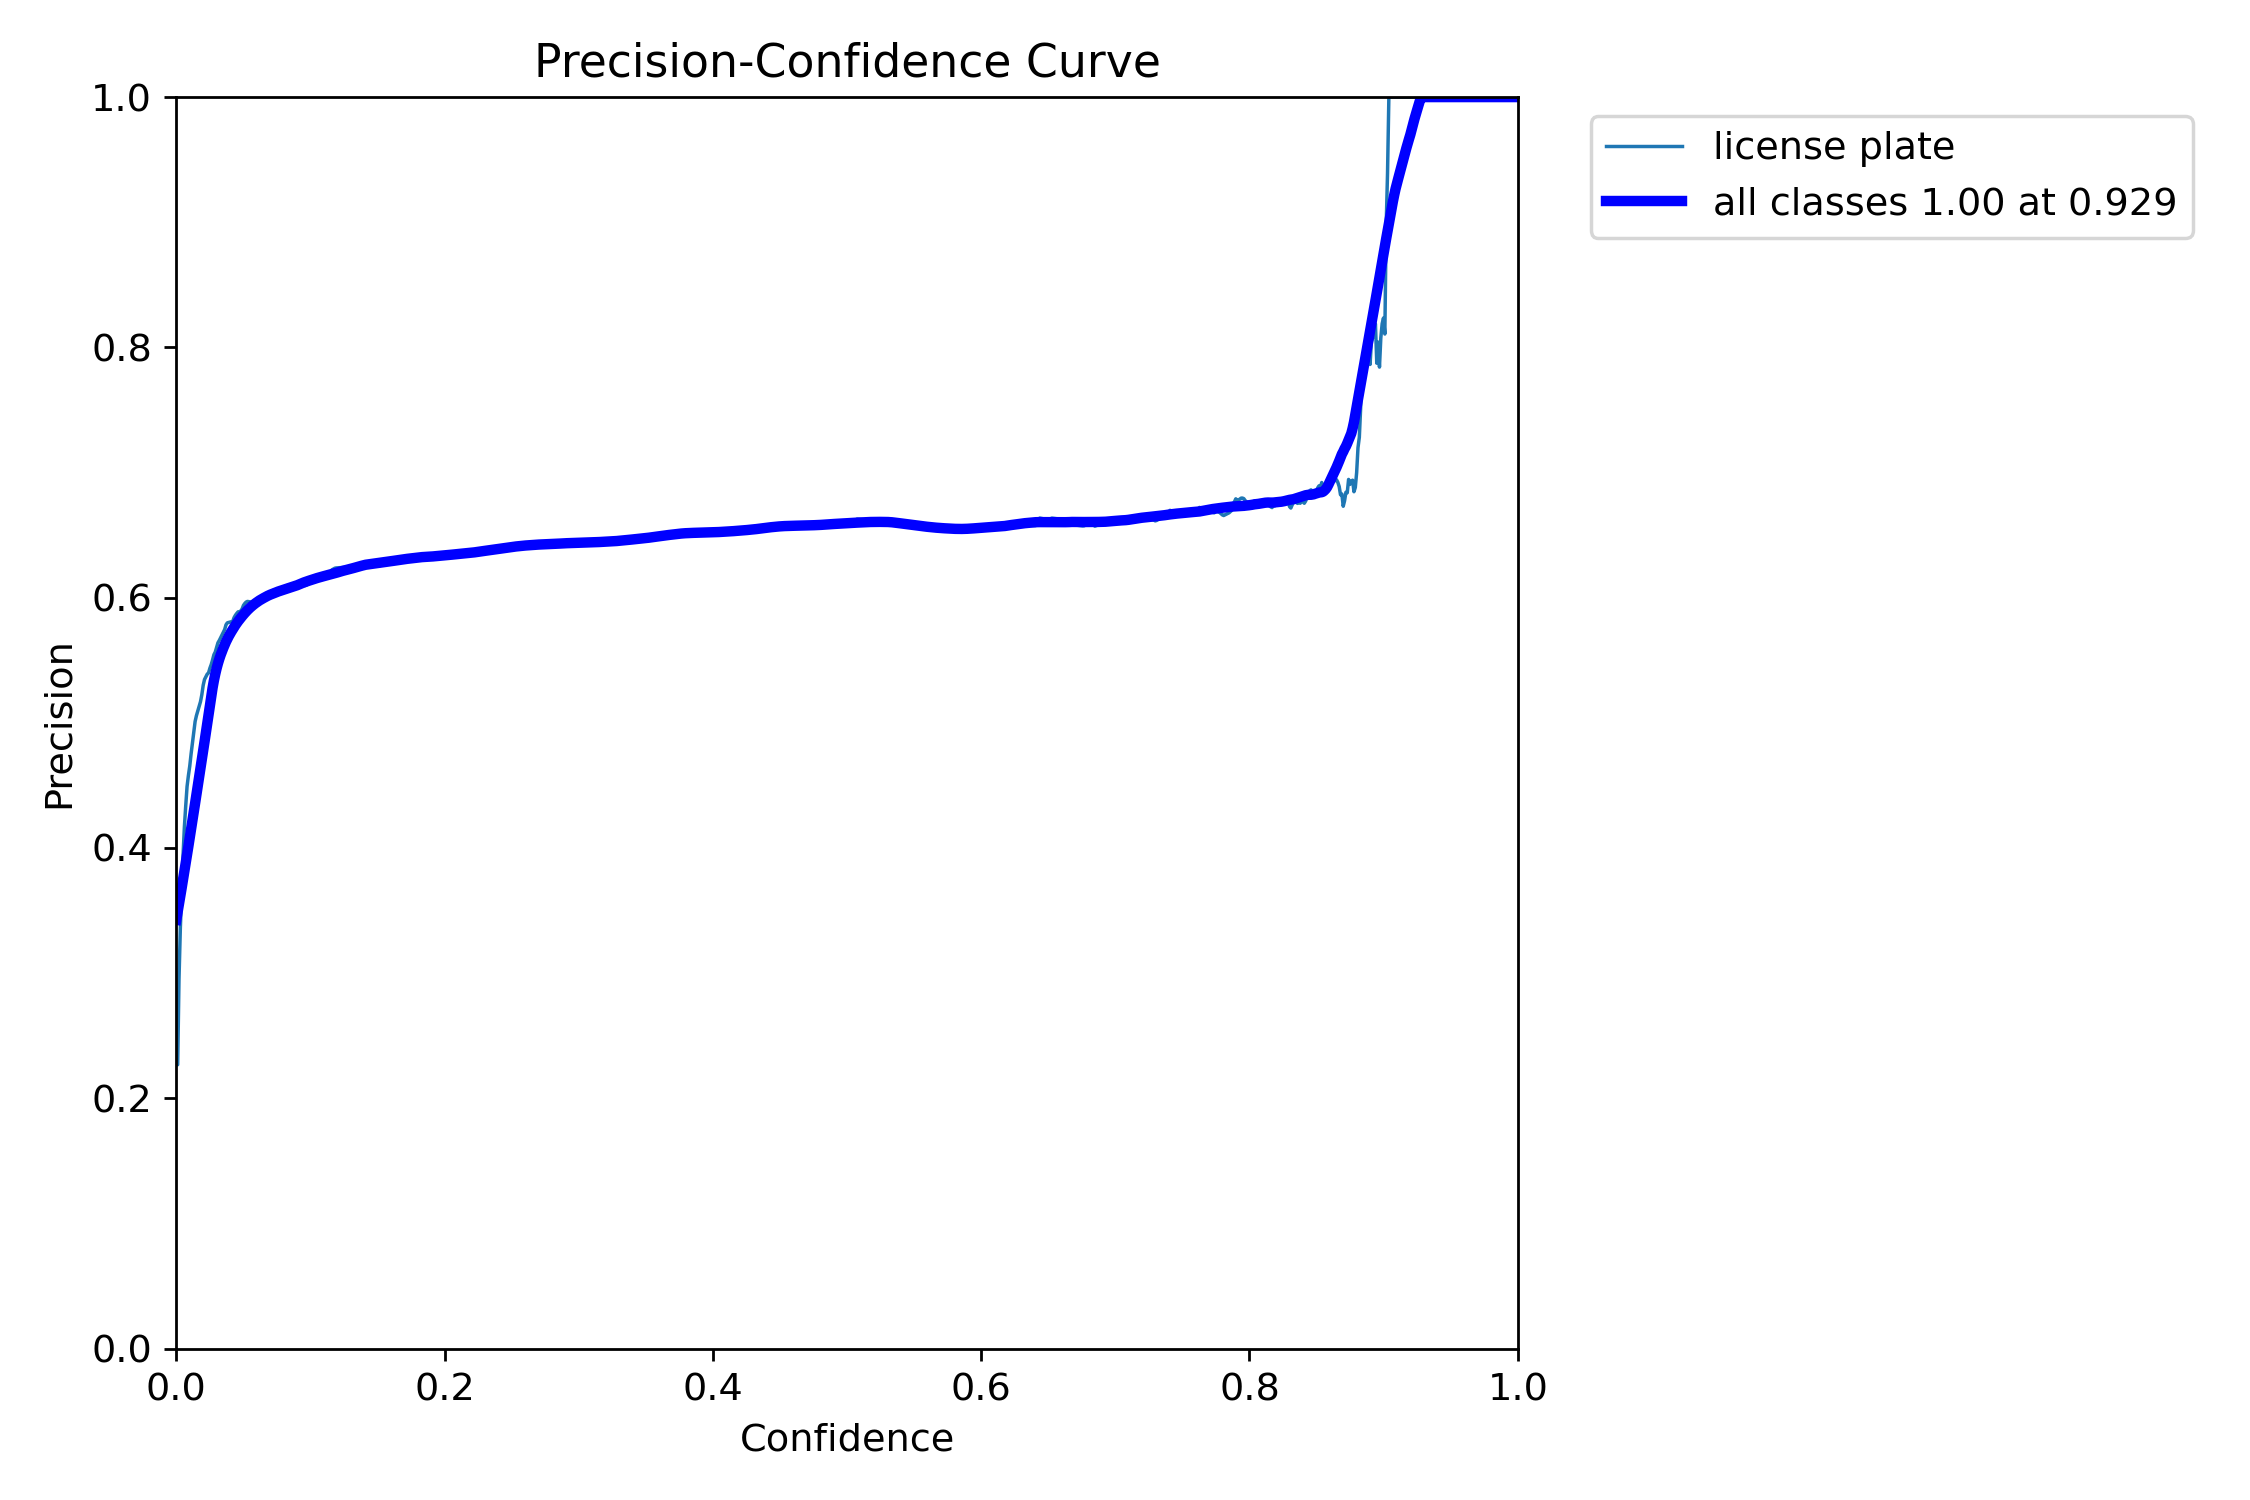 Precision-Confidence Curve
1.0
0.8
0.6
0.4
0.2
0.0
Precision
0.0 0.2 0.4 0.6 0.8 1.0
Confidence
license plate
all classes 1.00 at 0.929